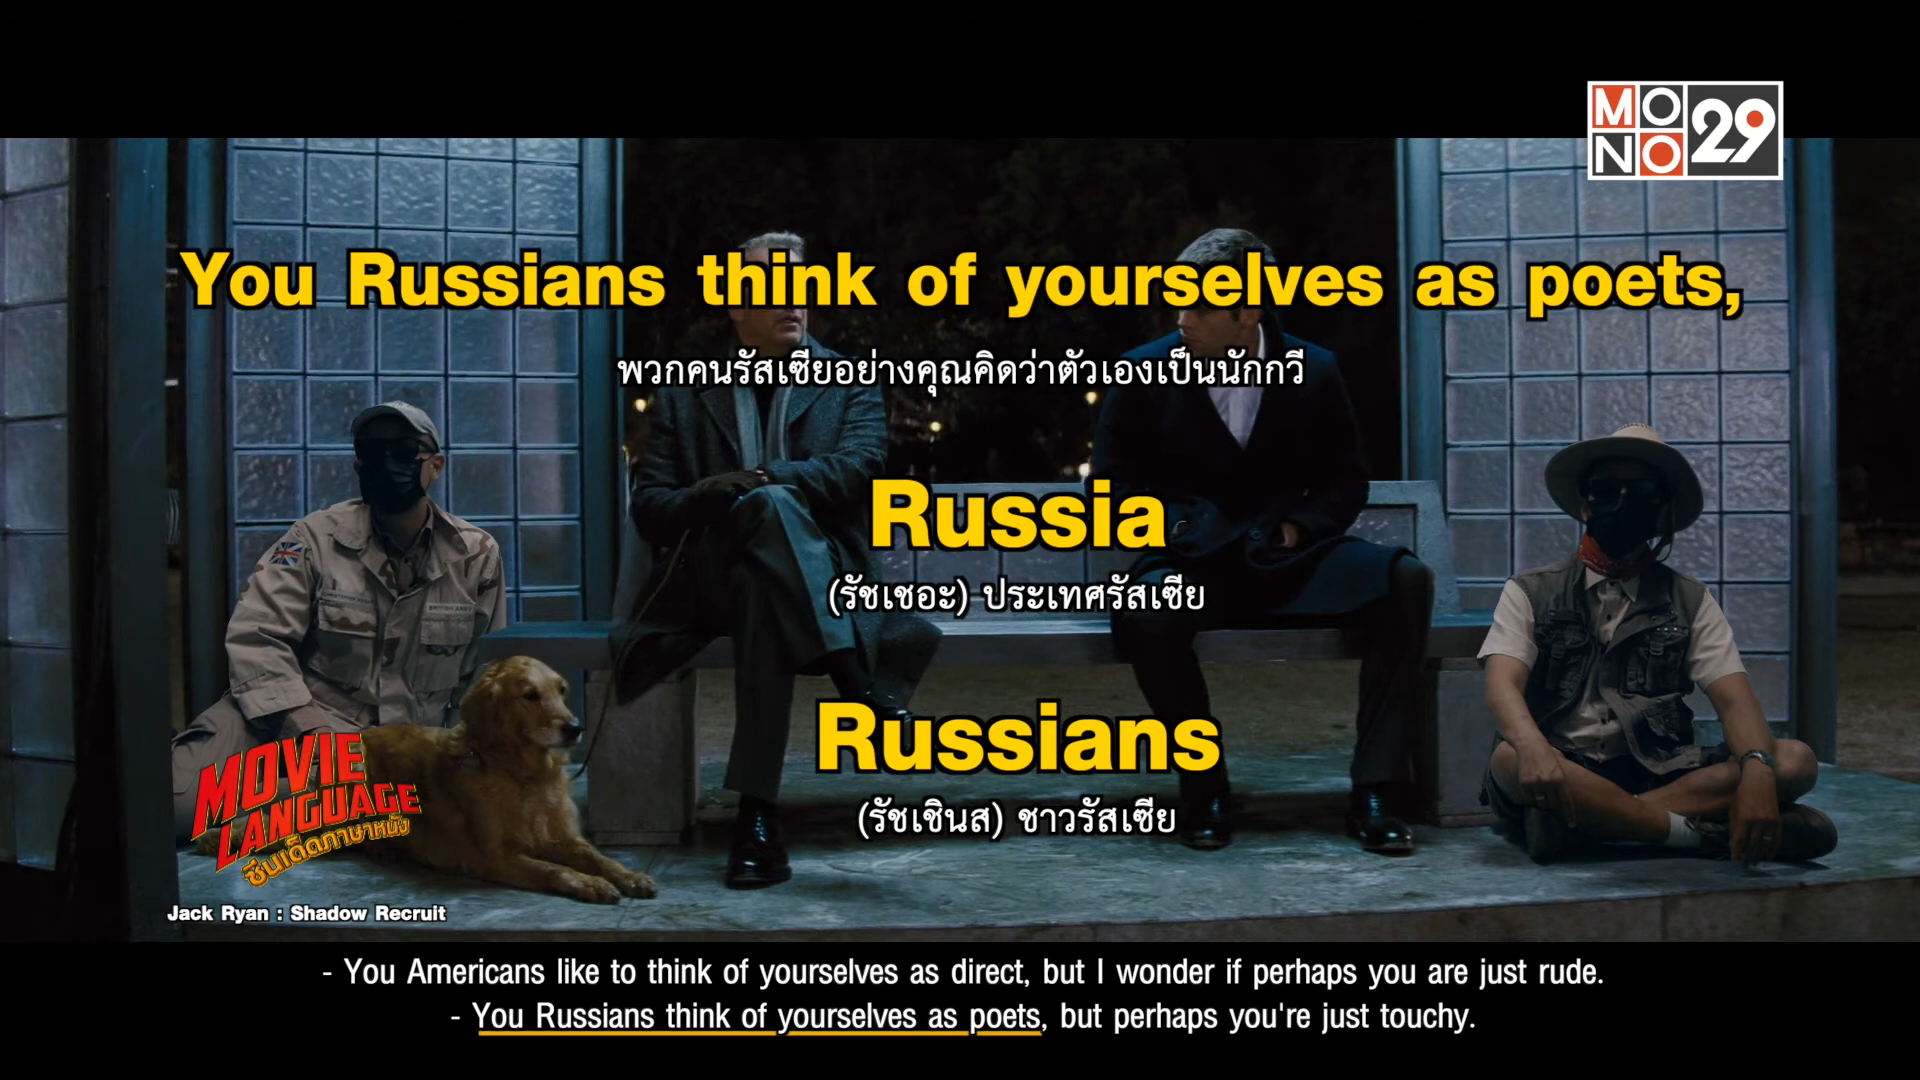 MONO 29
You Russians think of yourselves as poets,
พวกคนรัสเซียอย่างคุณคิดว่าตัวเองเป็นนักกวี
Russia
(รัชเชอะ) ประเทศรัสเซีย
Russians
(รัชเชินส) ชาวรัสเซีย
BRITISH ARMY
MOVIE
LANGUAGE
ซีนเด็ดภาษาหนัง
Jack Ryan : Shadow Recruit
- You Americans like to think of yourselves as direct, but I wonder if perhaps you are just rude.
- You Russians think of yourselves as poets, but perhaps you're just touchy.